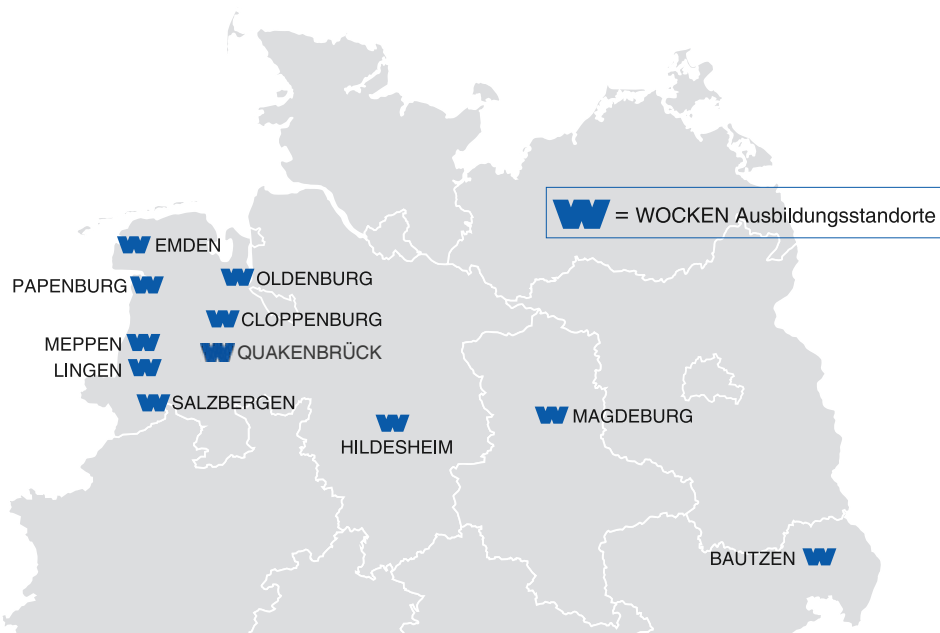 W = WOCKEN Ausbildungsstandorte
W EMDEN
PAPENBURG W
W OLDENBURG
W CLOPPENBURG
MEPPEN W
W QUAKENBRÜCK
LINGEN W
W SALZBERGEN
W
HILDESHEIM
W MAGDEBURG
BAUTZEN W